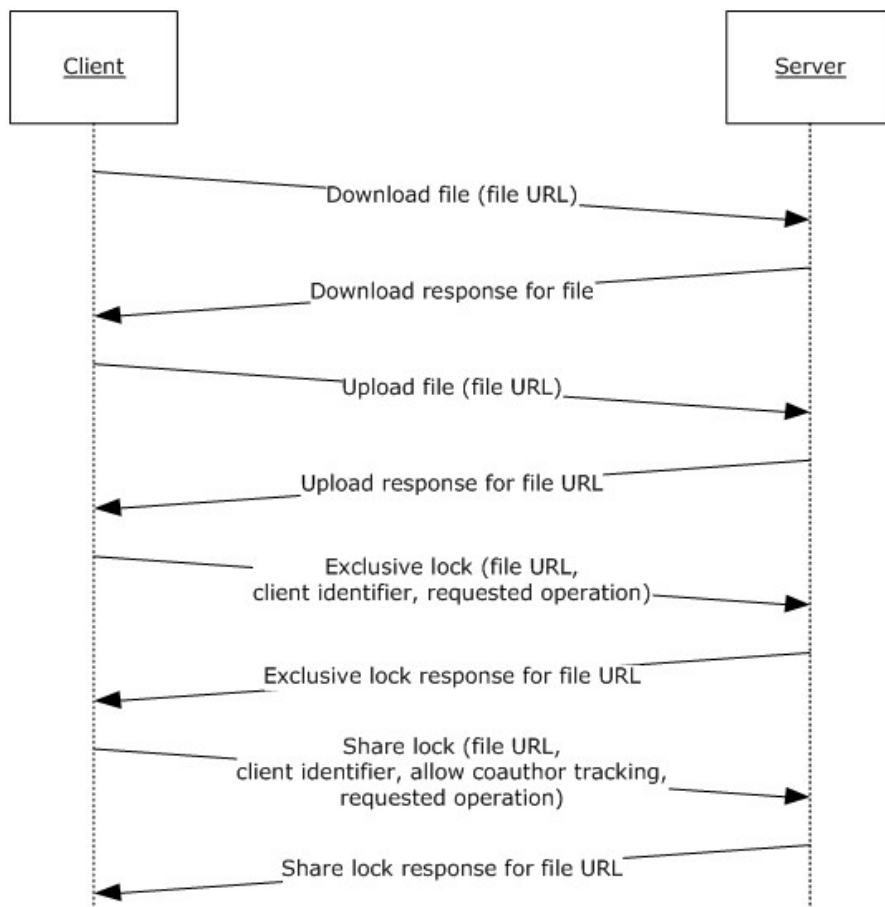 Client
Server
Download file (file URL)
Download response for file
Upload file (file URL)
Upload response for file URL
Exclusive lock (file URL,
client identifier, requested operation)
Exclusive lock response for file URL
Share lock (file URL,
client identifier, allow coauthor tracking,
requested operation)
Share lock response for file URL